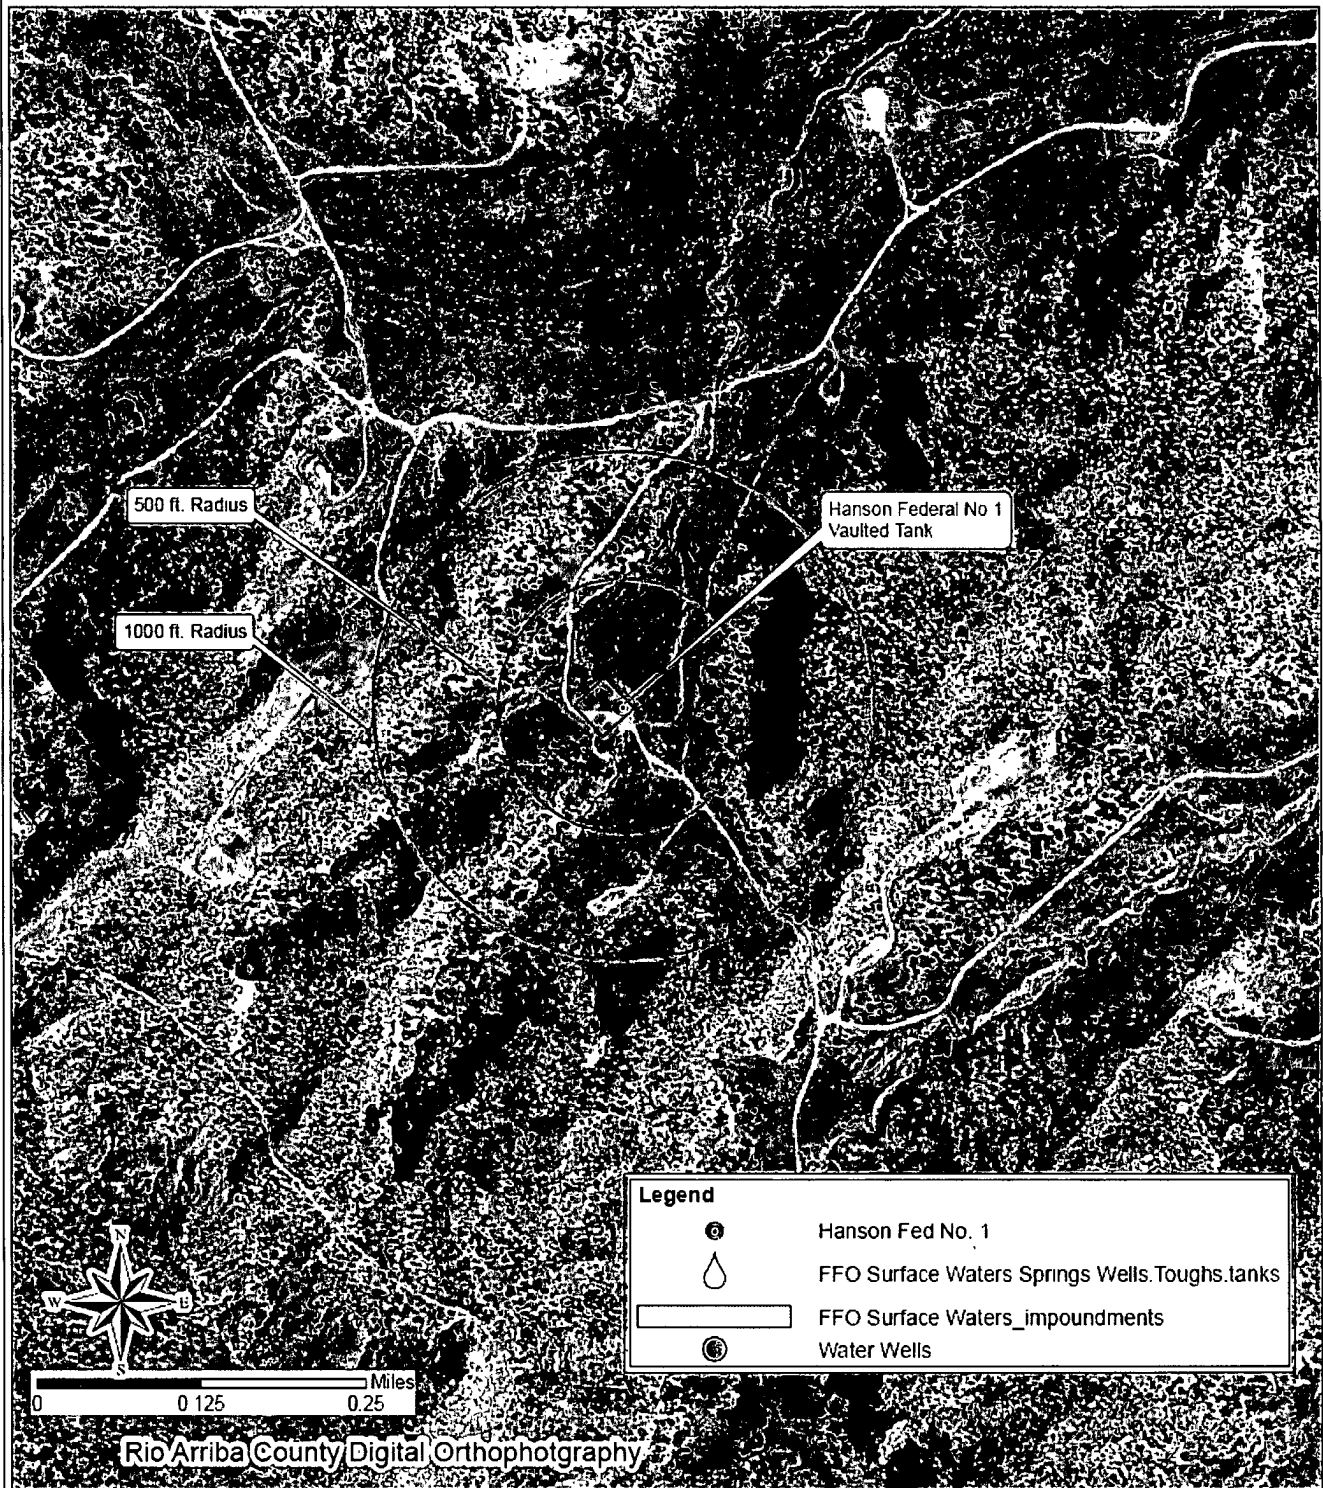 500 ft. Radius
Hanson Federal No 1
Vaulted Tank
1000 ft. Radius
Legend
Hanson Fed No. 1
FFO Surface Waters Springs Wells.Toughs.tanks
FFO Surface Waters_impoundments
Water Wells
N
W E
S
Miles
0 0 125 0.25
Rio Arriba County Digital Orthophotgraphy